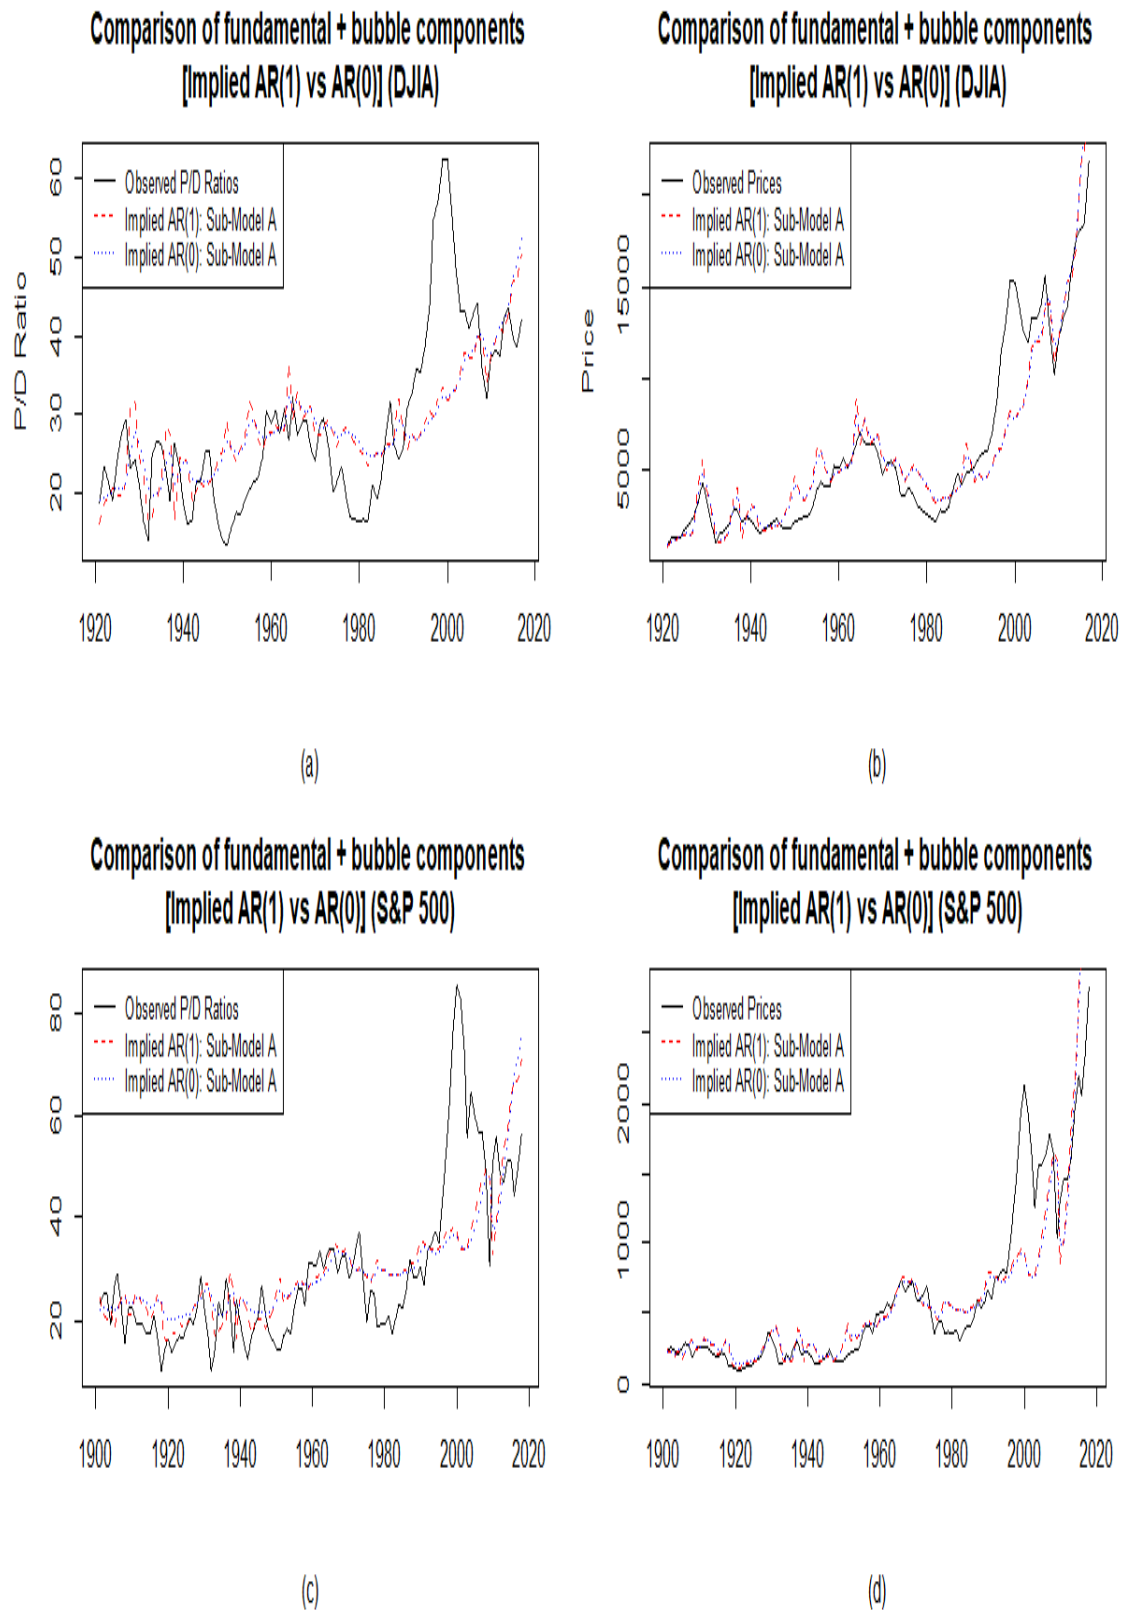 Comparison of fundamental + bubble components
[Implied AR(1) vs AR(0)] (DJIA)
Observed P/D Ratios
Implied AR(1): Sub-Model A
Implied AR(0): Sub-Model A
P/D Ratio
60
50
40
30
20
1920 1940 1960 1980 2000 2020
(a)
Comparison of fundamental + bubble components
[Implied AR(1) vs AR(0)] (DJIA)
Observed Prices
Implied AR(1): Sub-Model A
Implied AR(0): Sub-Model A
Price
15000
5000
1920 1940 1960 1980 2000 2020
(b)
Comparison of fundamental + bubble components
[Implied AR(1) vs AR(0)] (S&P 500)
Observed P/D Ratios
Implied AR(1): Sub-Model A
Implied AR(0): Sub-Model A
80
60
40
20
1900 1920 1940 1960 1980 2000 2020
(c)
Comparison of fundamental + bubble components
[Implied AR(1) vs AR(0)] (S&P 500)
Observed Prices
Implied AR(1): Sub-Model A
Implied AR(0): Sub-Model A
2000
1000
0
1900 1920 1940 1960 1980 2000 2020
(d)